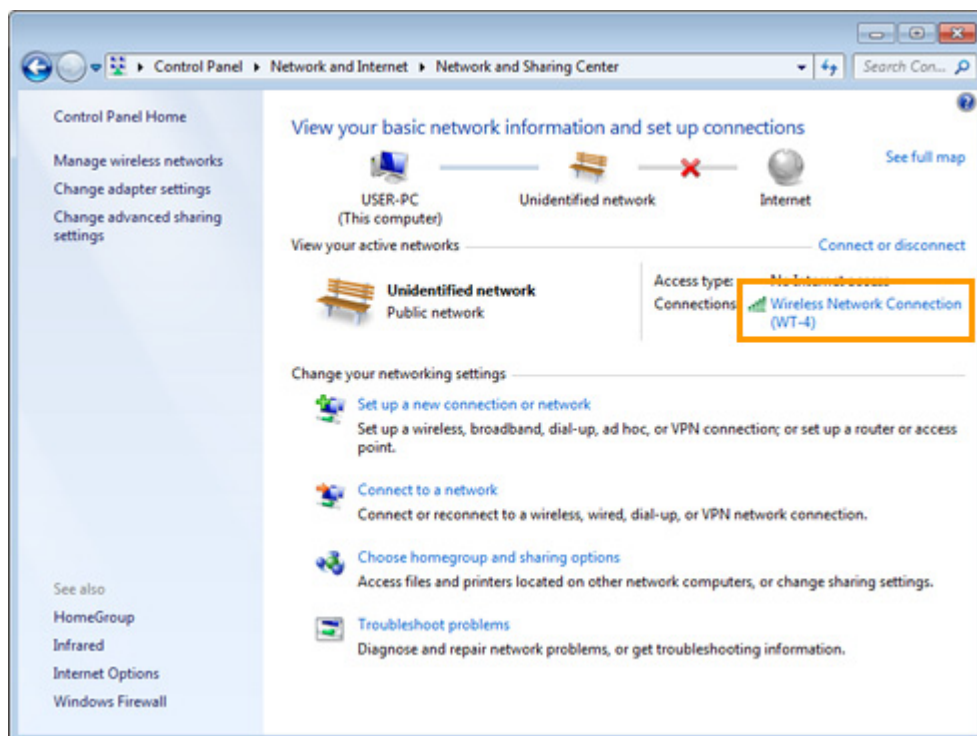 Control Panel ▸ Network and Internet ▸ Network and Sharing Center
Search Con...
Control Panel Home
Manage wireless networks
Change adapter settings
Change advanced sharing
settings
See also
HomeGroup
Infrared
Internet Options
Windows Firewall
View your basic network information and set up connections
See full map
USER-PC
(This computer)
Unidentified network
Internet
View your active networks
Connect or disconnect
Unidentified network
Public network
Access type: No Internet access
Connections: Wireless Network Connection
(WT-4)
Change your networking settings
Set up a new connection or network
Set up a wireless, broadband, dial-up, ad hoc, or VPN connection; or set up a router or access
point.
Connect to a network
Connect or reconnect to a wireless, wired, dial-up, or VPN network connection.
Choose homegroup and sharing options
Access files and printers located on other network computers, or change sharing settings.
Troubleshoot problems
Diagnose and repair network problems, or get troubleshooting information.